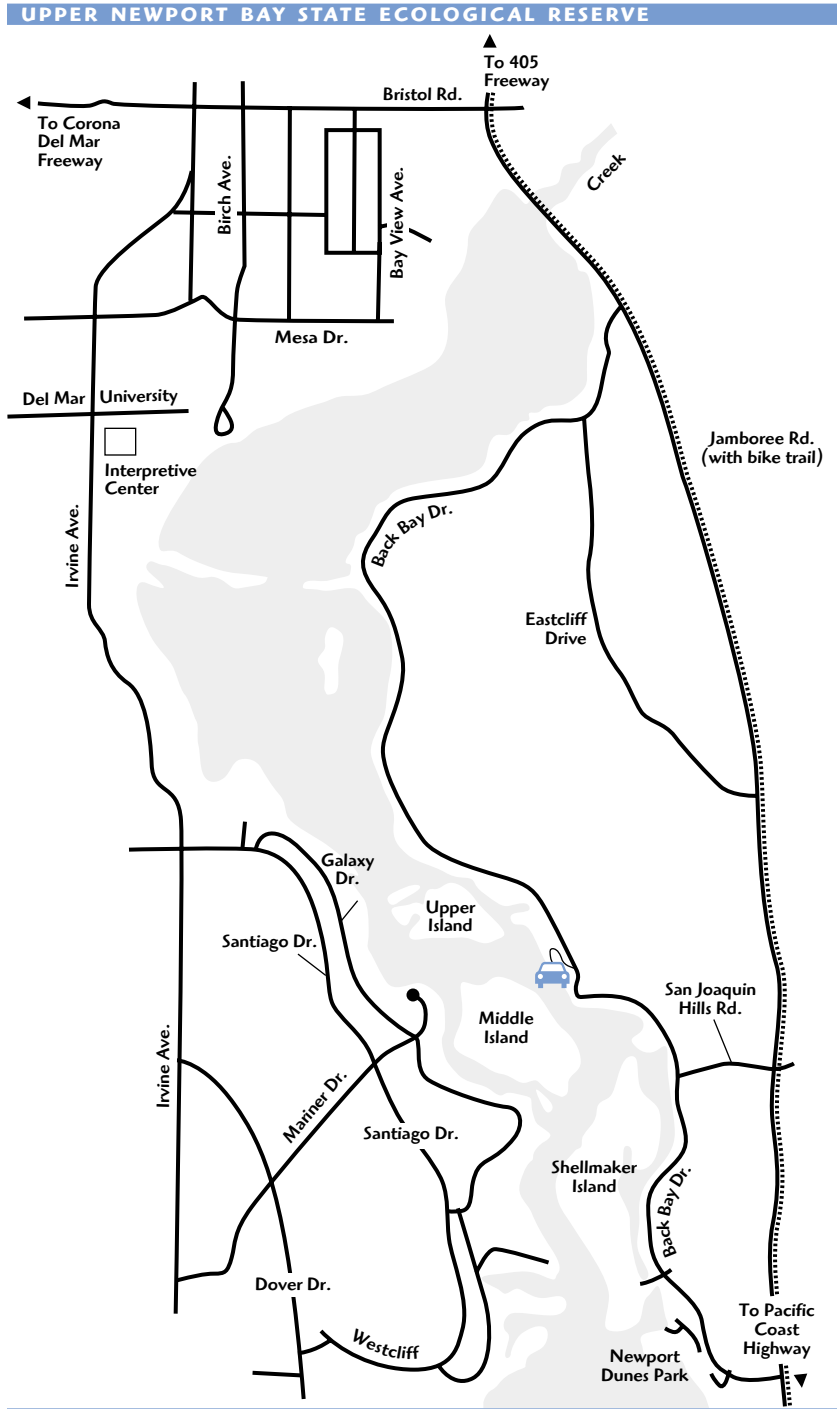 UPPER NEWPORT BAY STATE ECOLOGICAL RESERVE
To 405
Freeway
Bristol Rd.
To Corona
Del Mar
Freeway
Creek
Birch Ave.
Bay View Ave.
Mesa Dr.
Del Mar
University
Jamboree Rd.
(with bike trail)
Interpretive
Center
Back Bay Dr.
Irvine Ave.
Eastcliff
Drive
Galaxy
Dr.
Upper
Island
Santiago Dr.
San Joaquin
Hills Rd.
Middle
Island
Irvine Ave.
Mariner Dr.
Santiago Dr.
Shellmaker
Island
Back Bay Dr.
Dover Dr.
To Pacific
Coast
Highway
Westcliff
Newport
Dunes Park